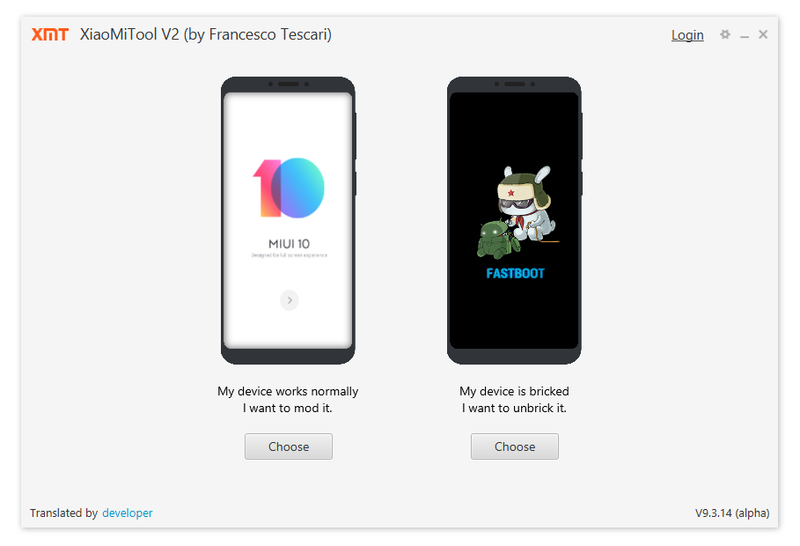 XMT XiaoMiTool V2 (by Francesco Tescari) Login
10
MIUI 10
Designed for full screen experience
FASTBOOT
My device works normally
I want to mod it.
Choose
My device is bricked
I want to unbrick it.
Choose
Translated by developer
V9.3.14 (alpha)